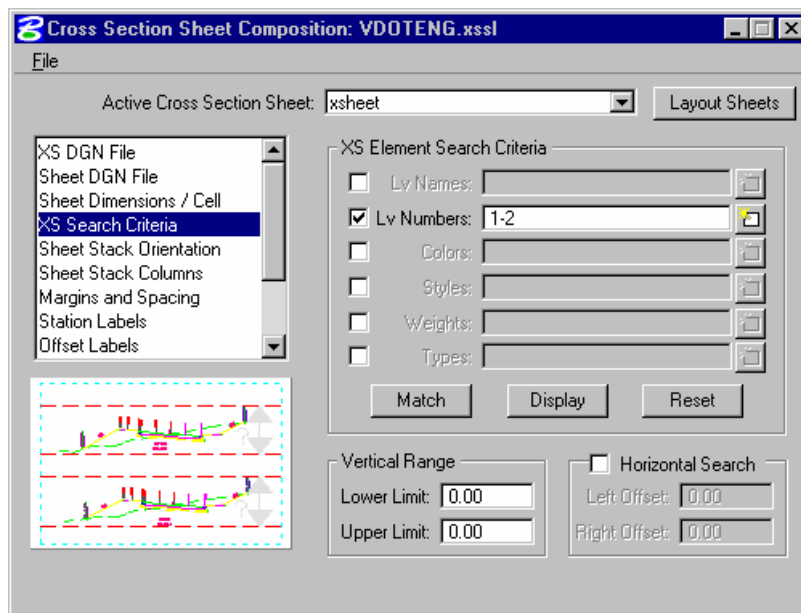 Cross Section Sheet Composition: VDOTENG.xssl
File
Active Cross Section Sheet: xsheet Layout Sheets
XS DGN File
Sheet DGN File
Sheet Dimensions / Cell
XS Search Criteria
Sheet Stack Orientation
Sheet Stack Columns
Margins and Spacing
Station Labels
Offset Labels
XS Element Search Criteria
Lv Names:
Lv Numbers: 1-2
Colors:
Styles:
Weights:
Types:
Match Display Reset
Vertical Range
Lower Limit: 0.00
Upper Limit: 0.00
Horizontal Search
Left Offset: 0.00
Right Offset: 0.00